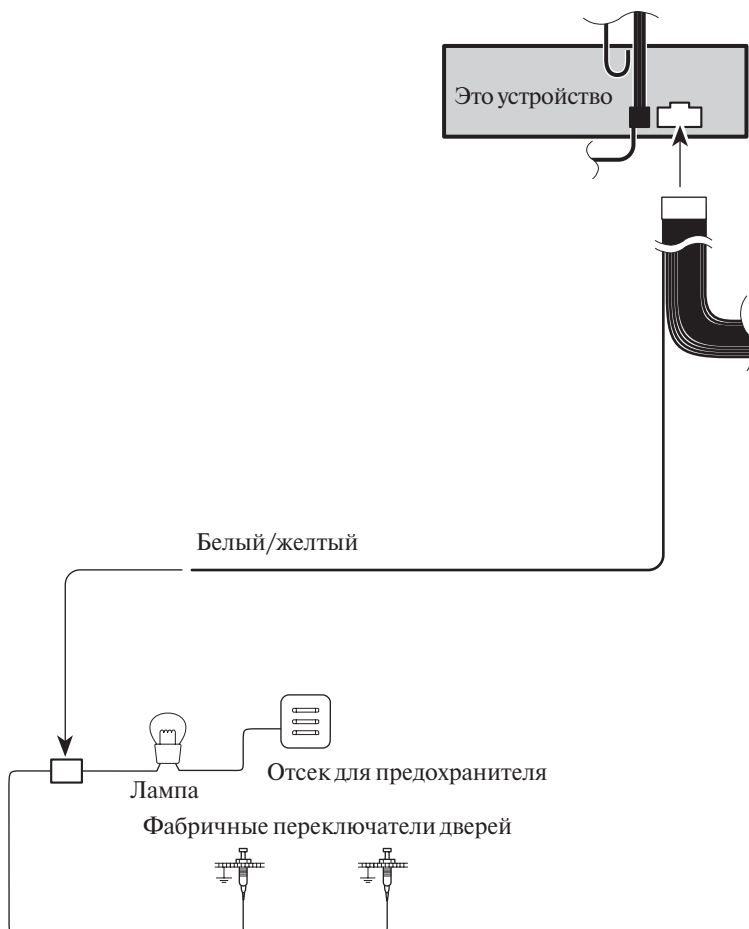 Это устройство
Белый/желтый
Отсек для предохранителя
Лампа
Фабричные переключатели дверей